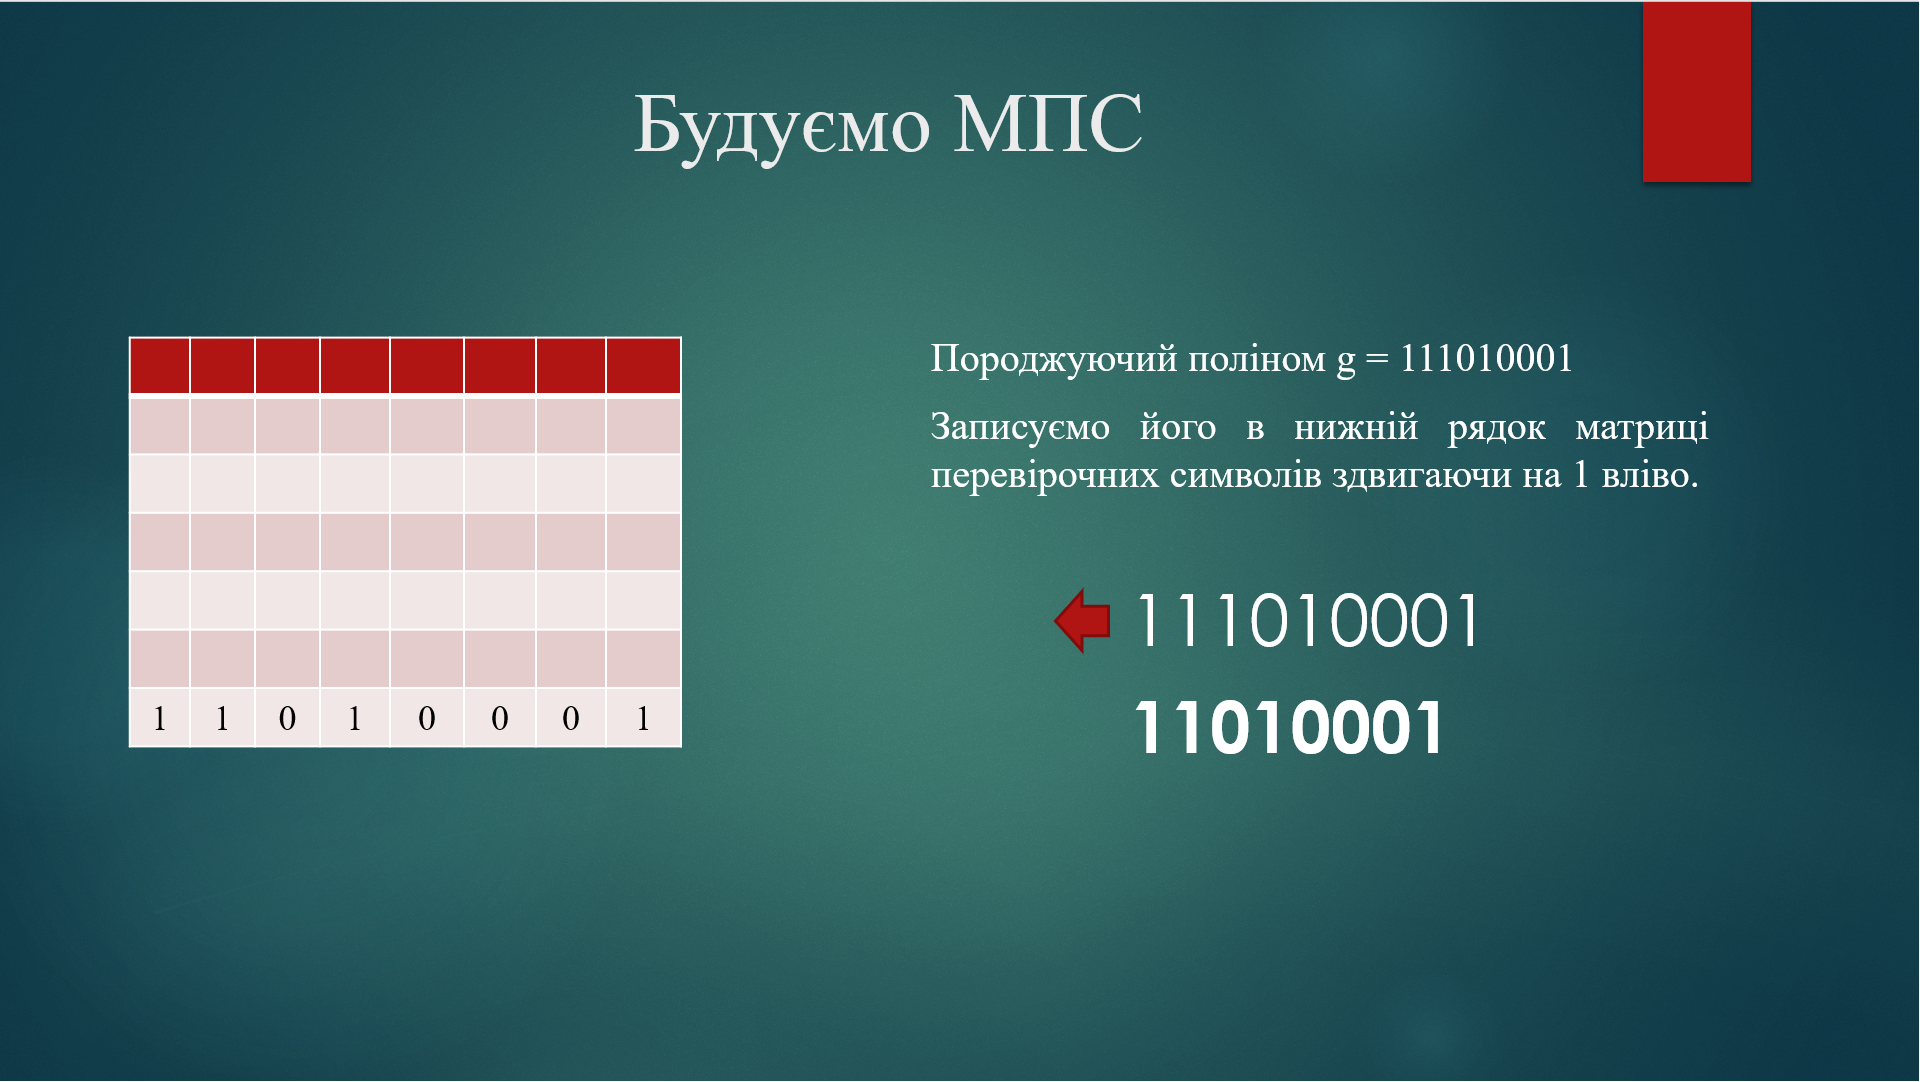 Будуємо МПС
Породжуючий поліном g = 111010001
Записуємо його в нижній рядок матриці
перевірочних символів здвигаючи на 1 вліво.
111010001
11010001
1 1 0 1 0 0 0 1